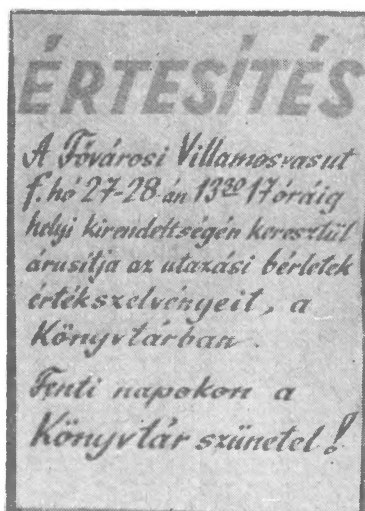 ÉRTESÍTÉS
A Fővárosi Villamosvasut
f. hó 27-28 án 13³⁰ 17 óráig
helyi kirendeltségén keresztül
árusitja az utazási bérletek
értékszelvényeit, a
Könyvtárban.
Fenti napokon a
Könyvtár szünetel!